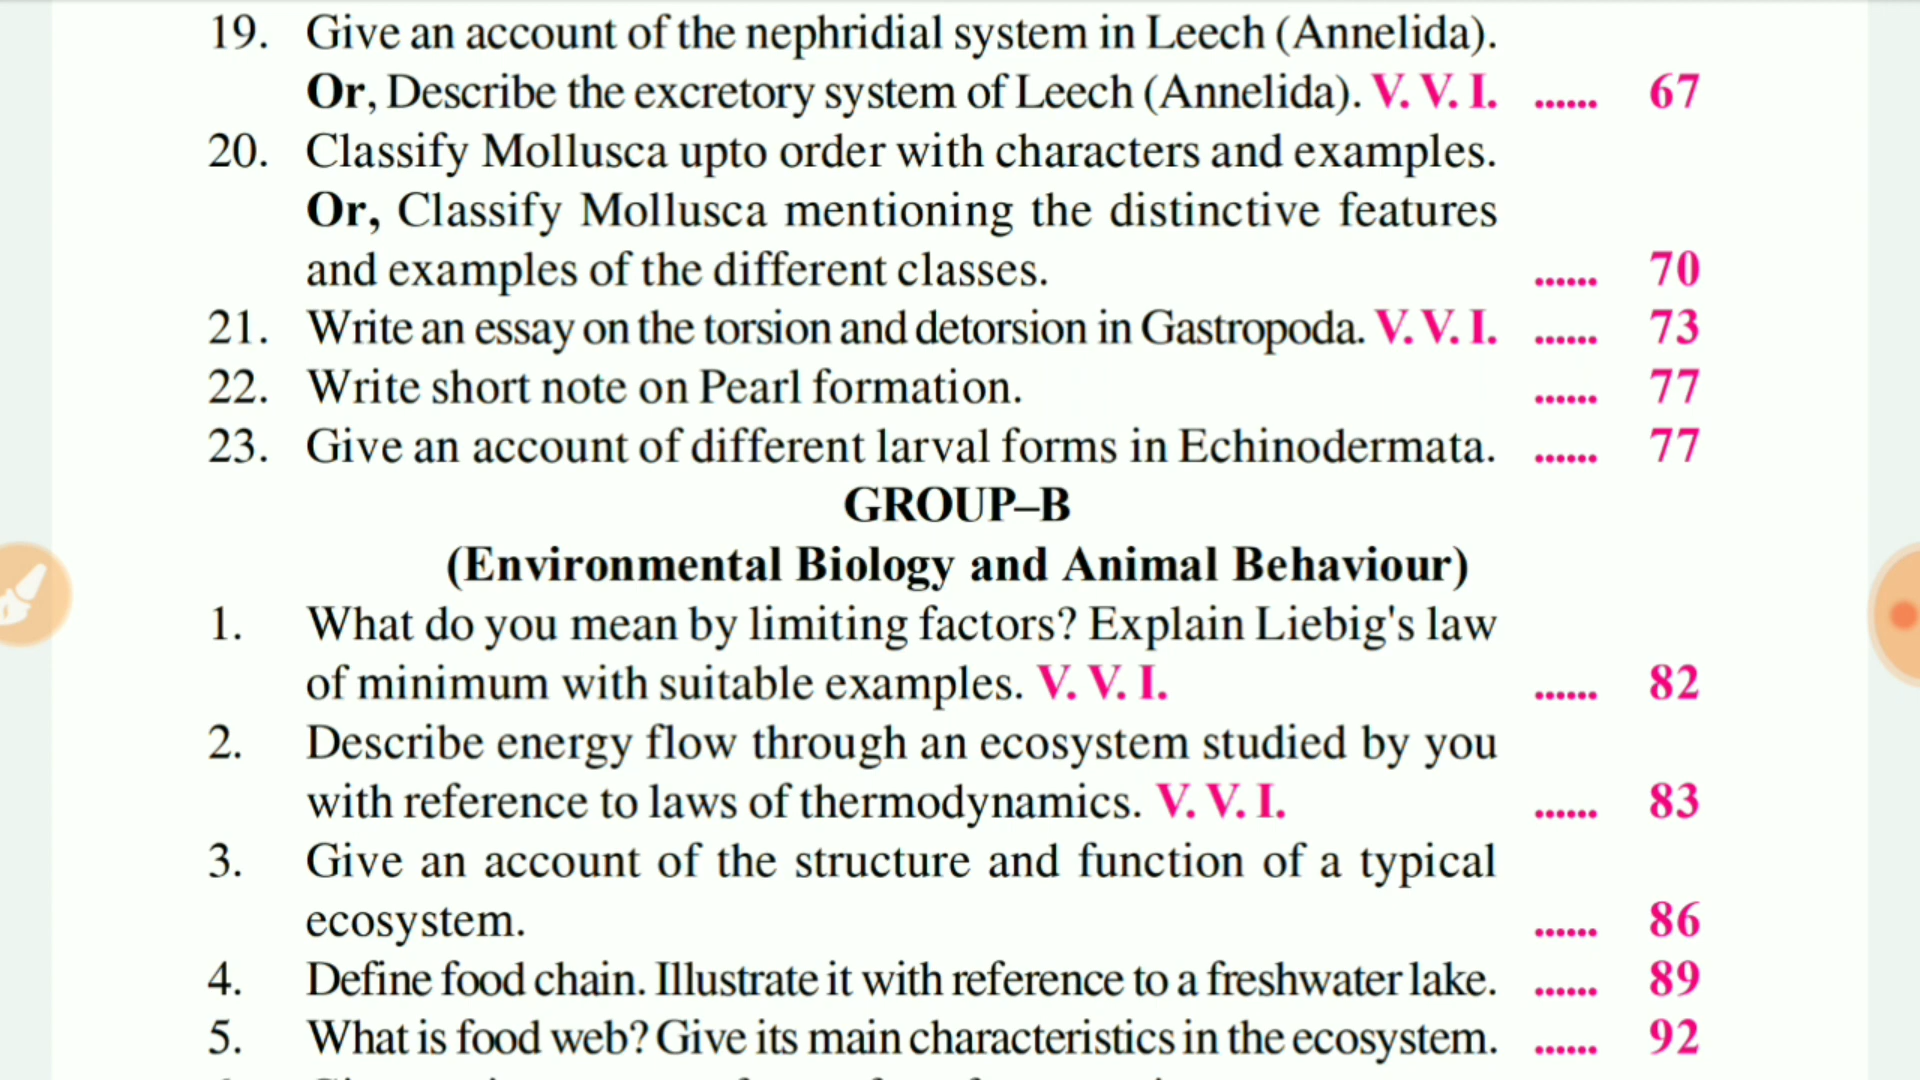 19. Give an account of the nephridial system in Leech (Annelida).
Or, Describe the excretory system of Leech (Annelida). V. V. I. ...... 67
20. Classify Mollusca upto order with characters and examples.
Or, Classify Mollusca mentioning the distinctive features
and examples of the different classes. ...... 70
21. Write an essay on the torsion and detorsion in Gastropoda. V. V. I. ...... 73
22. Write short note on Pearl formation. ...... 77
23. Give an account of different larval forms in Echinodermata. ...... 77
GROUP–B
(Environmental Biology and Animal Behaviour)
1. What do you mean by limiting factors? Explain Liebig's law
of minimum with suitable examples. V. V. I. ...... 82
2. Describe energy flow through an ecosystem studied by you
with reference to laws of thermodynamics. V. V. I. ...... 83
3. Give an account of the structure and function of a typical
ecosystem. ...... 86
4. Define food chain. Illustrate it with reference to a freshwater lake. ...... 89
5. What is food web? Give its main characteristics in the ecosystem. ...... 92